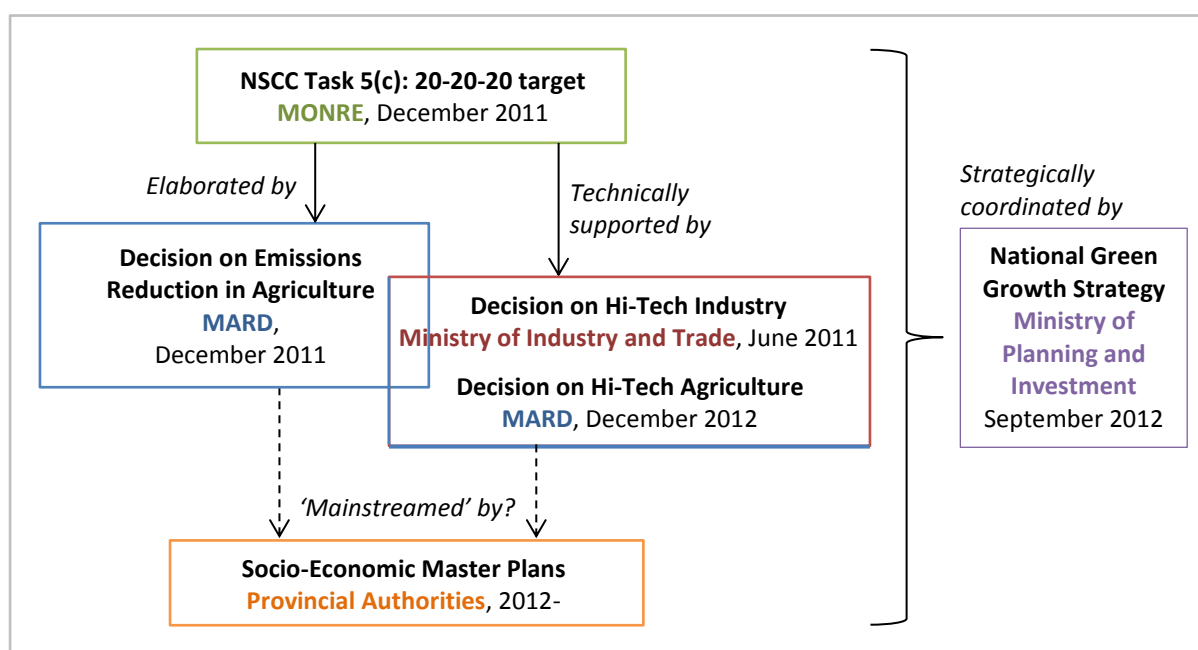 NSCC Task 5(c): 20-20-20 target
MONRE, December 2011
Elaborated by
Technically
supported by
Decision on Emissions
Reduction in Agriculture
MARD,
December 2011
Decision on Hi-Tech Industry
Ministry of Industry and Trade, June 2011
Decision on Hi-Tech Agriculture
MARD, December 2012
‘Mainstreamed’ by?
Socio-Economic Master Plans
Provincial Authorities, 2012-
Strategically
coordinated by
National Green
Growth Strategy
Ministry of
Planning and
Investment
September 2012